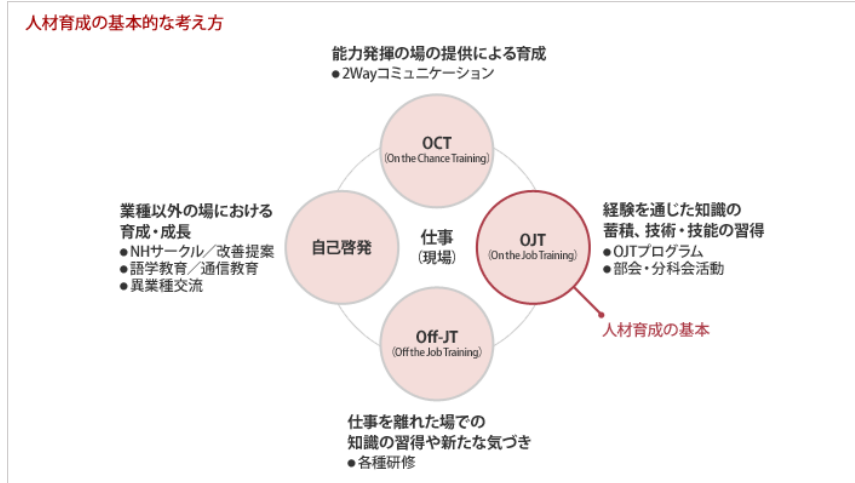 人材育成の基本的な考え方
能力発揮の場の提供による育成
●2Wayコミュニケーション
OCT
(On the Chance Training)
業種以外の場における
育成・成長
●NHサークル／改善提案
●語学教育／通信教育
●異業種交流
自己啓発
仕事
(現場)
OJT
(On the Job Training)
経験を通じた知識の
蓄積、技術・技能の習得
●OJTプログラム
●部会・分科会活動
人材育成の基本
Off-JT
(Off the Job Training)
仕事を離れた場での
知識の習得や新たな気づき
●各種研修